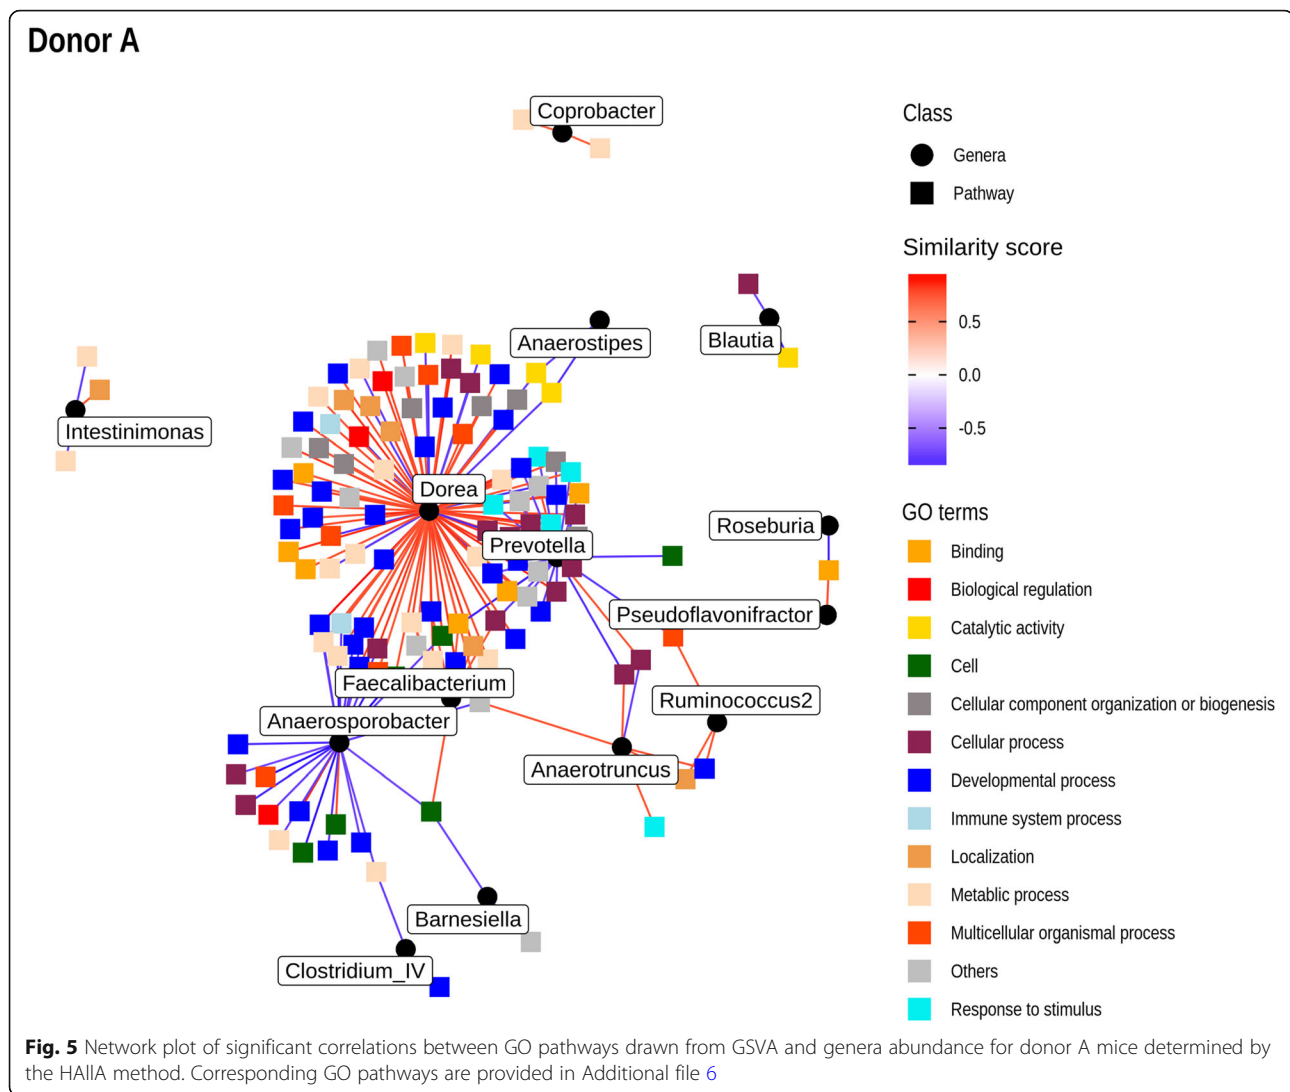 Donor A
Coprobacter
Anaerostipes
Blautia
Intestinimonas
Dorea
Prevotella
Roseburia
Pseudoflavonifractor
Faecalibacterium
Ruminococcus2
Anaerosporobacter
Anaerotruncus
Barnesiella
Clostridium_IV
Class
Genera
Pathway
Similarity score
0.5
0.0
-0.5
GO terms
Binding
Biological regulation
Catalytic activity
Cell
Cellular component organization or biogenesis
Cellular process
Developmental process
Immune system process
Localization
Metablic process
Multicellular organismal process
Others
Response to stimulus
Fig. 5 Network plot of significant correlations between GO pathways drawn from GSVA and genera abundance for donor A mice determined by
the HAllA method. Corresponding GO pathways are provided in Additional file 6